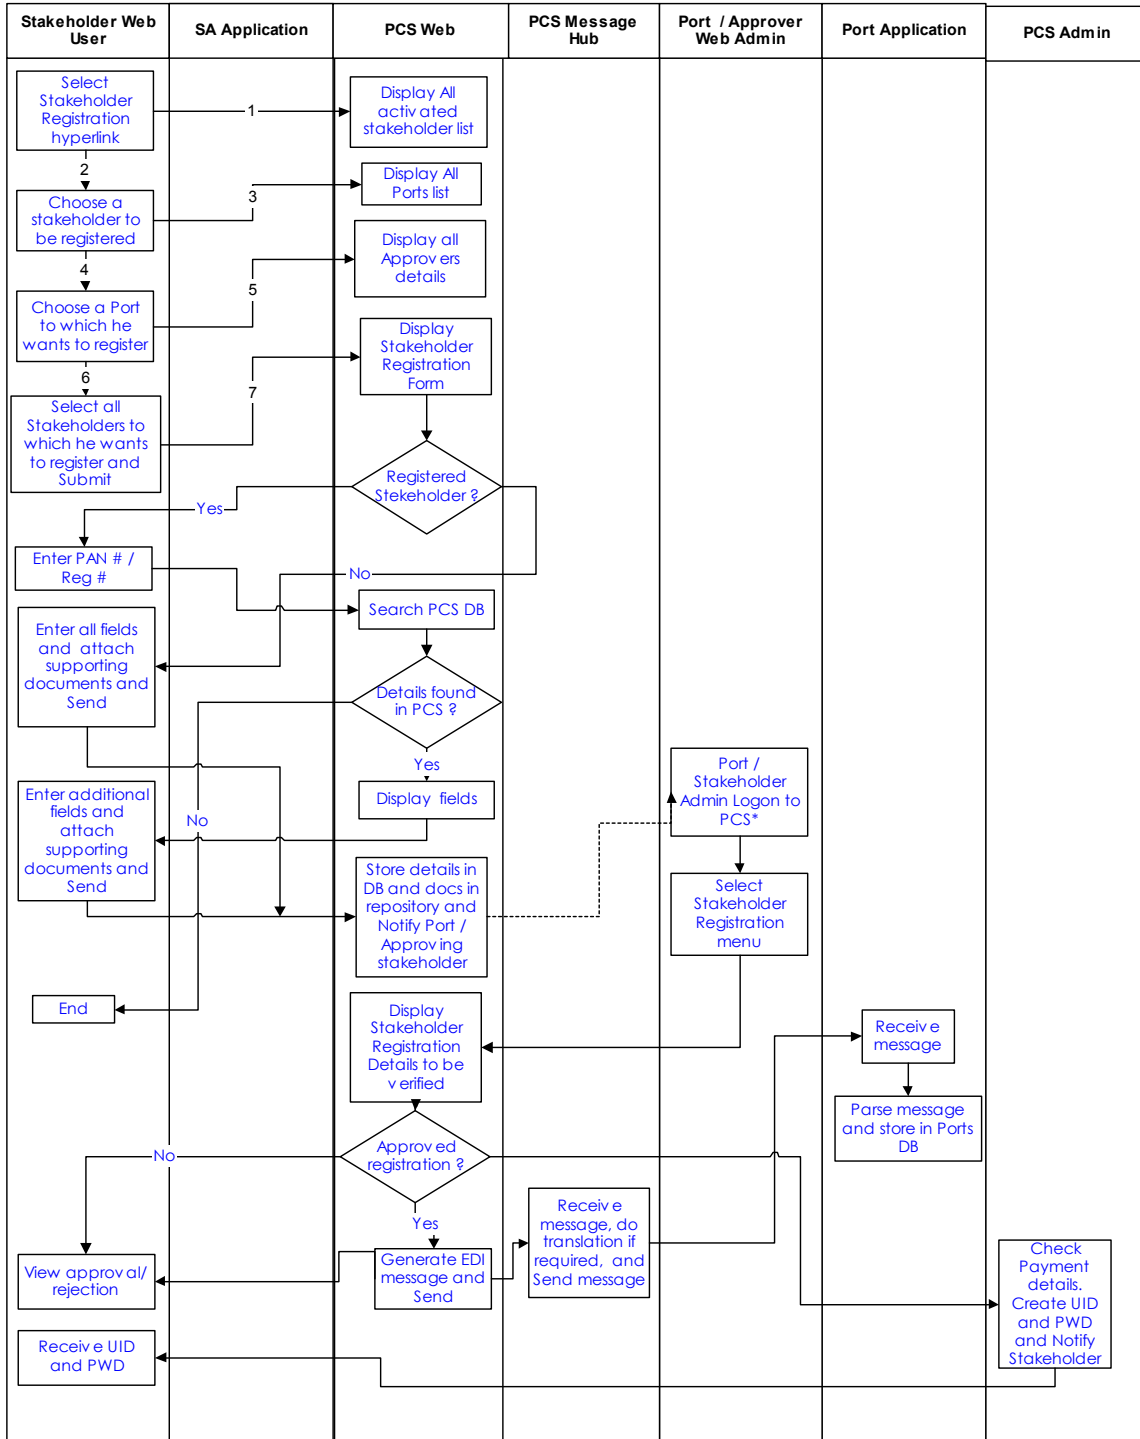 Stakeholder Web
User
SA Application
PCS Web
PCS Message
Hub
Port / Approver
Web Admin
Port Application
PCS Admin
Select
Stakeholder
Registration
hyperlink
1
Display All
activated
stakeholder list
2
Choose a
stakeholder to
be registered
3
Display All
Ports list
4
Choose a Port
to which he
wants to register
5
Display all
Approvers
details
6
Select all
Stakeholders to
which he wants
to register and
Submit
7
Display
Stakeholder
Registration
Form
Registered
Stekeholder ?
Yes
No
Enter PAN # /
Reg #
Search PCS DB
Enter all fields
and attach
supporting
documents and
Send
Details found
in PCS ?
Yes
No
Display fields
Enter additional
fields and
attach
supporting
documents and
Send
Port /
Stakeholder
Admin Logon to
PCS*
Store details in
DB and docs in
repository and
Notify Port /
Approving
stakeholder
Select
Stakeholder
Registration
menu
End
Display
Stakeholder
Registration
Details to be
verified
Receive
message
Parse message
and store in Ports
DB
Approved
registration ?
No
Yes
View approval/
rejection
Generate EDI
message and
Send
Receive
message, do
translation if
required, and
Send message
Check
Payment
details.
Create UID
and PWD
and Notify
Stakeholder
Receive UID
and PWD